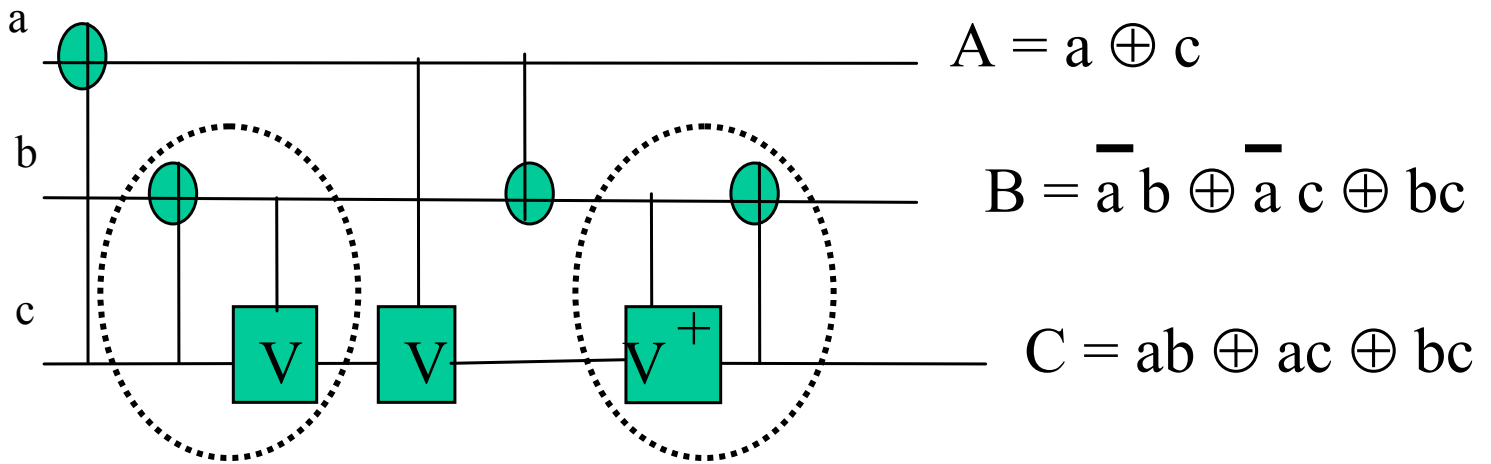 a
A = a ⊕ c
b
B = a̅ b ⊕ a̅ c ⊕ bc
c
V V V⁺
C = ab ⊕ ac ⊕ bc